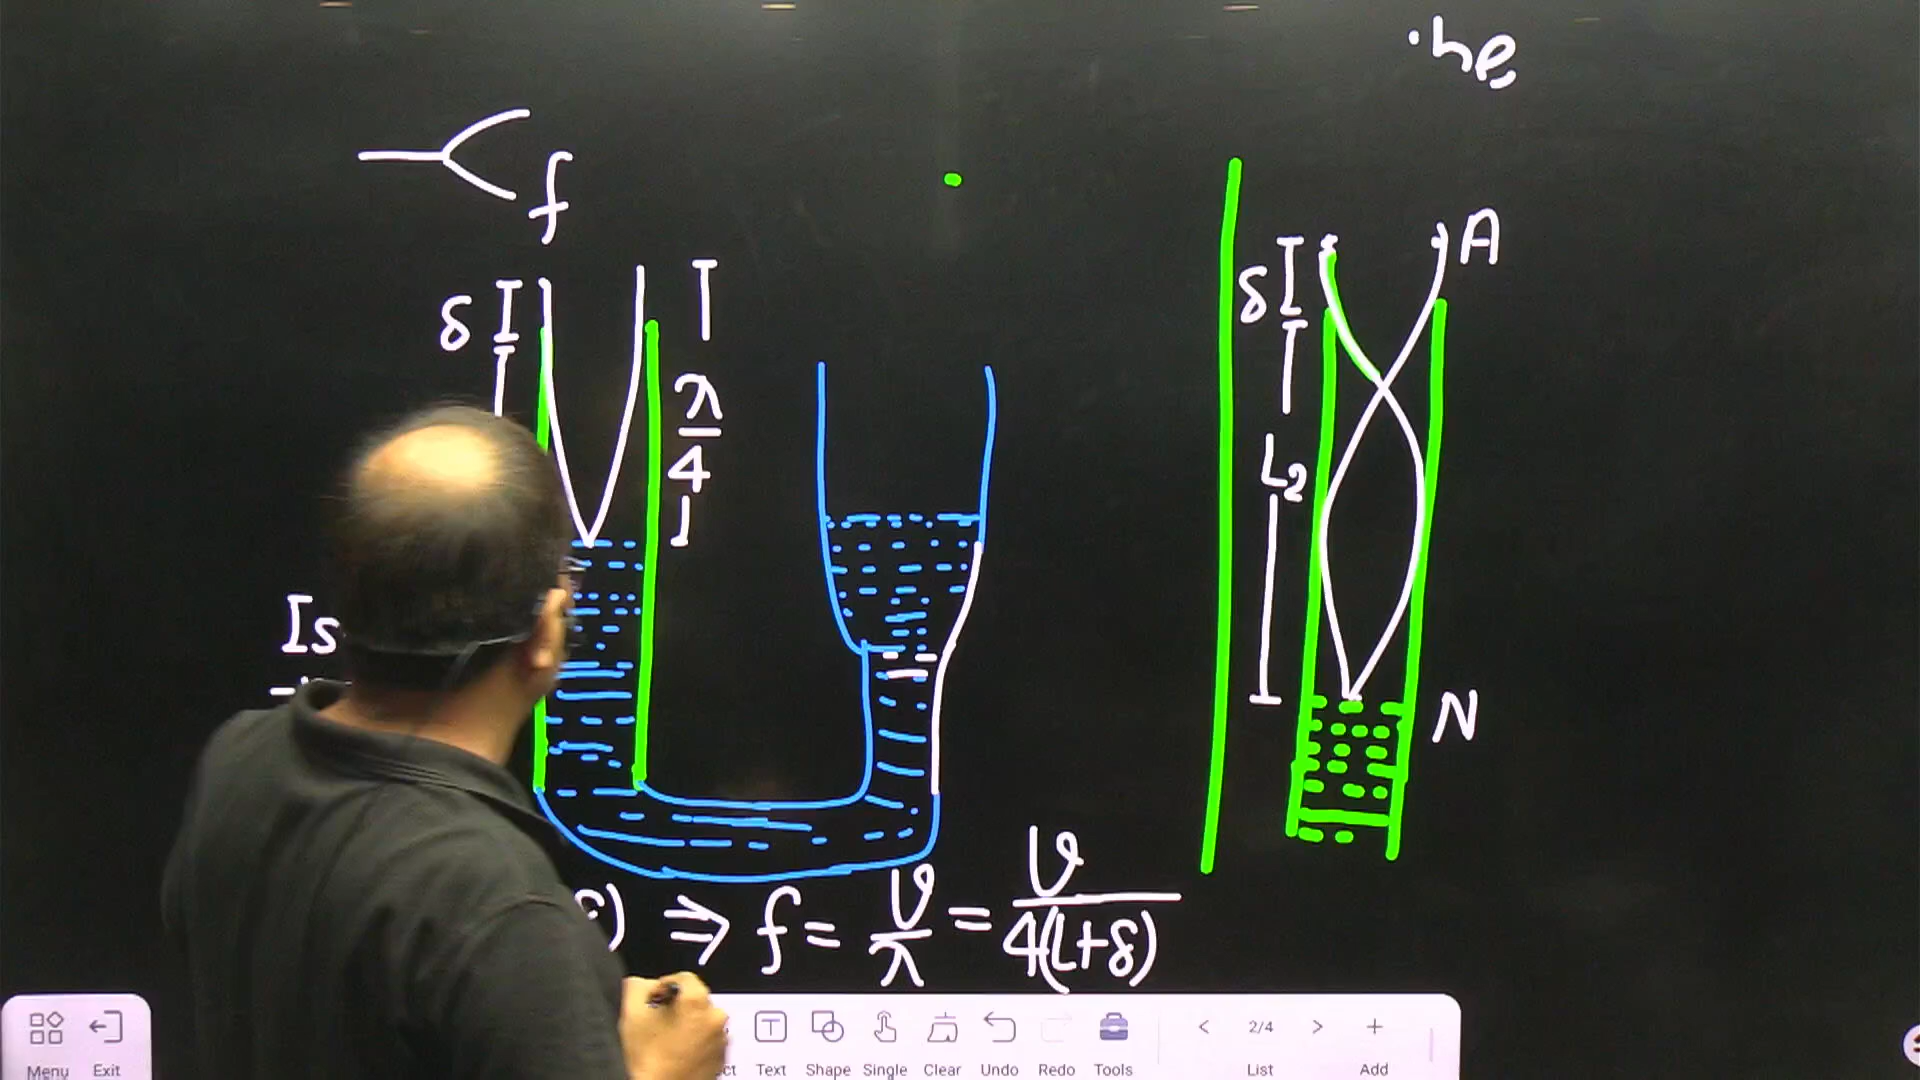 he
f
δ
λ/4
δ
A
L2
Is
N
) ⇒ f = v/λ = v/4(L+δ)
Menu Exit Text Shape Single Clear Undo Redo Tools < 2/4 > List + Add